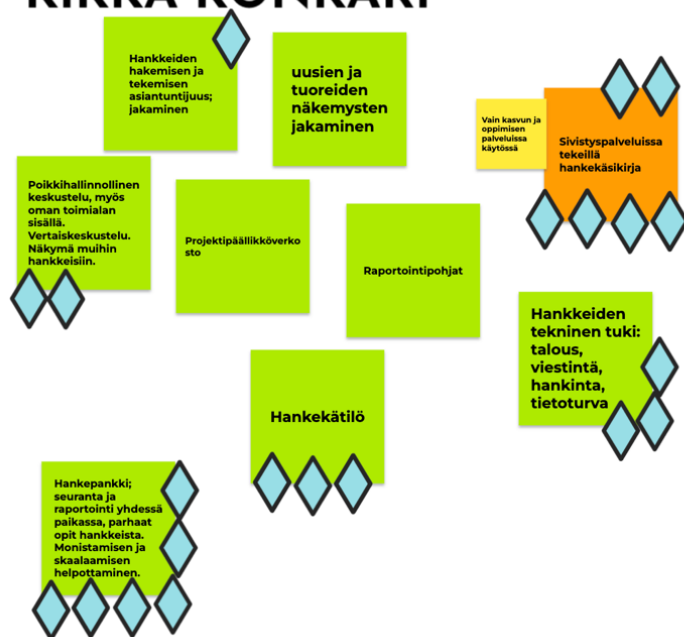 Hankkeiden
hakemisen ja
tekemisen
asiantuntijuus;
jakaminen
uusien ja
tuoreiden
näkemysten
jakaminen
Vain kasvun ja
oppimisen
palveluissa
käytössä
Sivistyspalveluissa
tekeillä
hankekäsikirja
Poikkihallinnollinen
keskustelu, myös
oman toimialan
sisällä.
Vertaiskeskustelu.
Näkymä muihin
hankkeisiin.
Projektipäällikköverko
sto
Raportointipohjat
Hankkeiden
tekninen tuki:
talous,
viestintä,
hankinta,
tietoturva
Hankekätilö
Hankepankki;
seuranta ja
raportointi yhdessä
paikassa, parhaat
opit hankkeista.
Monistamisen ja
skaalaamisen
helpottaminen.